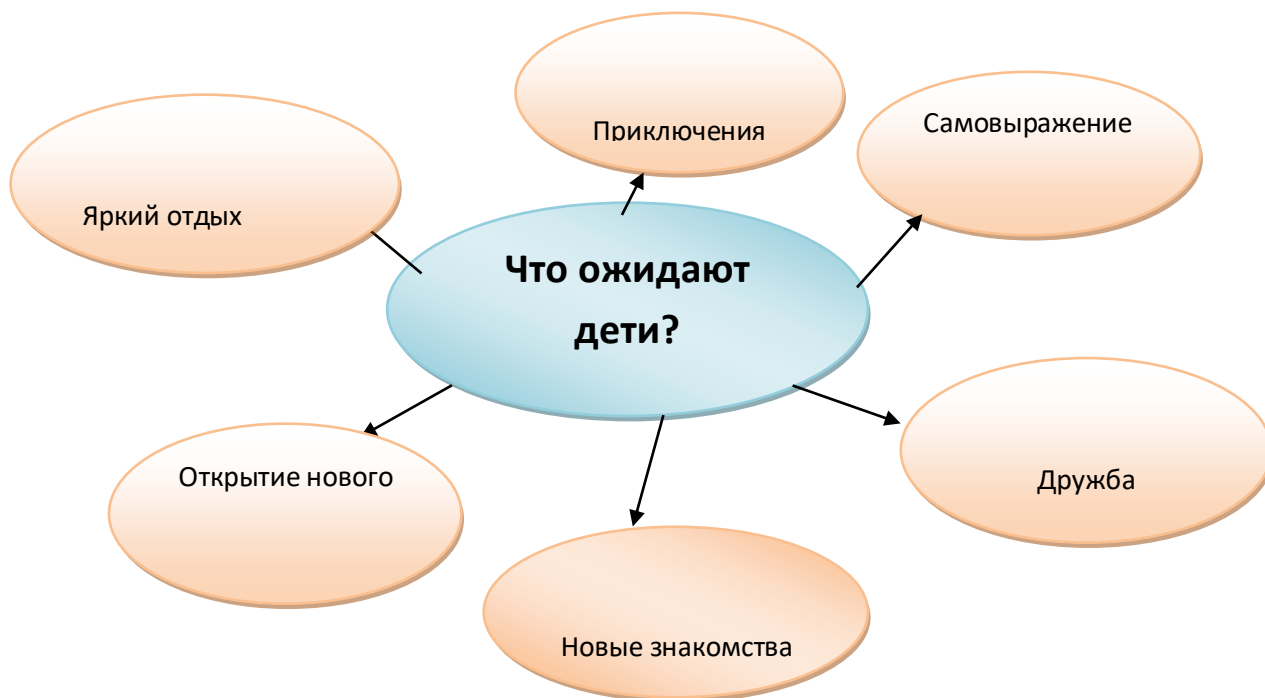 Приключения
Самовыражение
Яркий отдых
Что ожидают
дети?
Открытие нового
Дружба
Новые знакомства